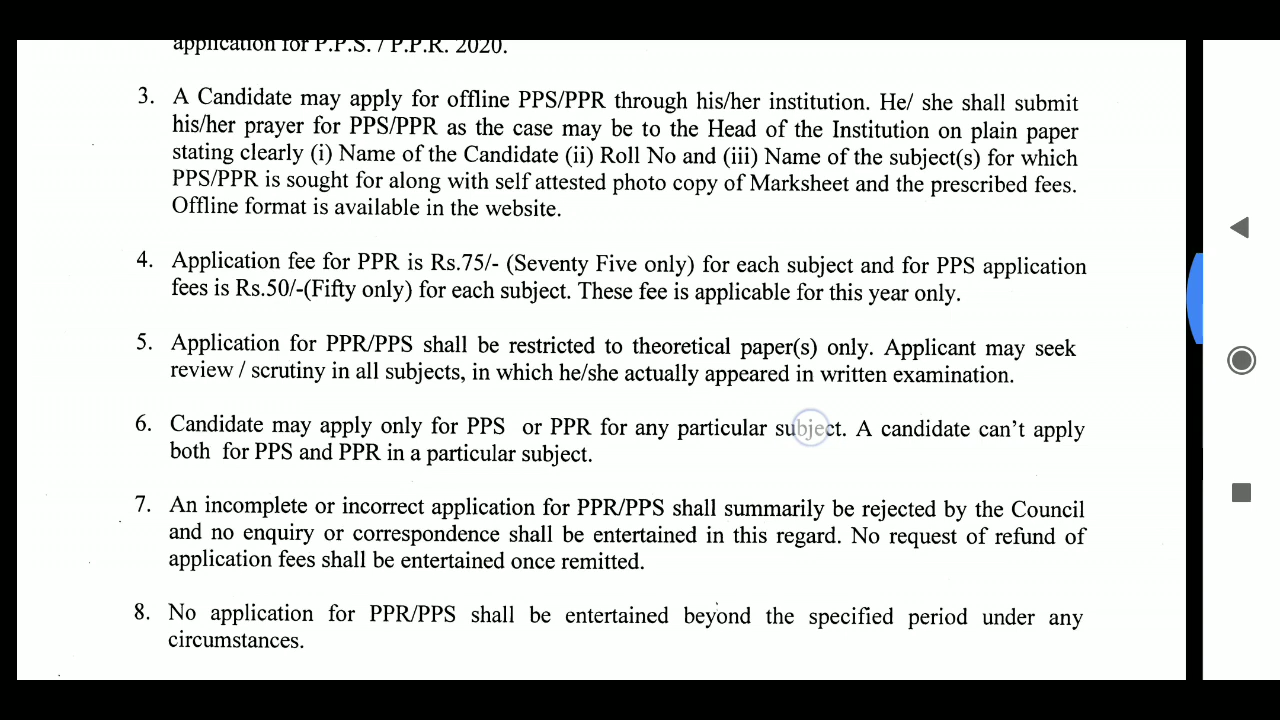 application for P.P.S. / P.P.R. 2020.
3. A Candidate may apply for offline PPS/PPR through his/her institution. He/ she shall submit
his/her prayer for PPS/PPR as the case may be to the Head of the Institution on plain paper
stating clearly (i) Name of the Candidate (ii) Roll No and (iii) Name of the subject(s) for which
PPS/PPR is sought for along with self attested photo copy of Marksheet and the prescribed fees.
Offline format is available in the website.
4. Application fee for PPR is Rs.75/- (Seventy Five only) for each subject and for PPS application
fees is Rs.50/-(Fifty only) for each subject. These fee is applicable for this year only.
5. Application for PPR/PPS shall be restricted to theoretical paper(s) only. Applicant may seek
review / scrutiny in all subjects, in which he/she actually appeared in written examination.
6. Candidate may apply only for PPS or PPR for any particular subject. A candidate can't apply
both for PPS and PPR in a particular subject.
7. An incomplete or incorrect application for PPR/PPS shall summarily be rejected by the Council
and no enquiry or correspondence shall be entertained in this regard. No request of refund of
application fees shall be entertained once remitted.
8. No application for PPR/PPS shall be entertained beyond the specified period under any
circumstances.